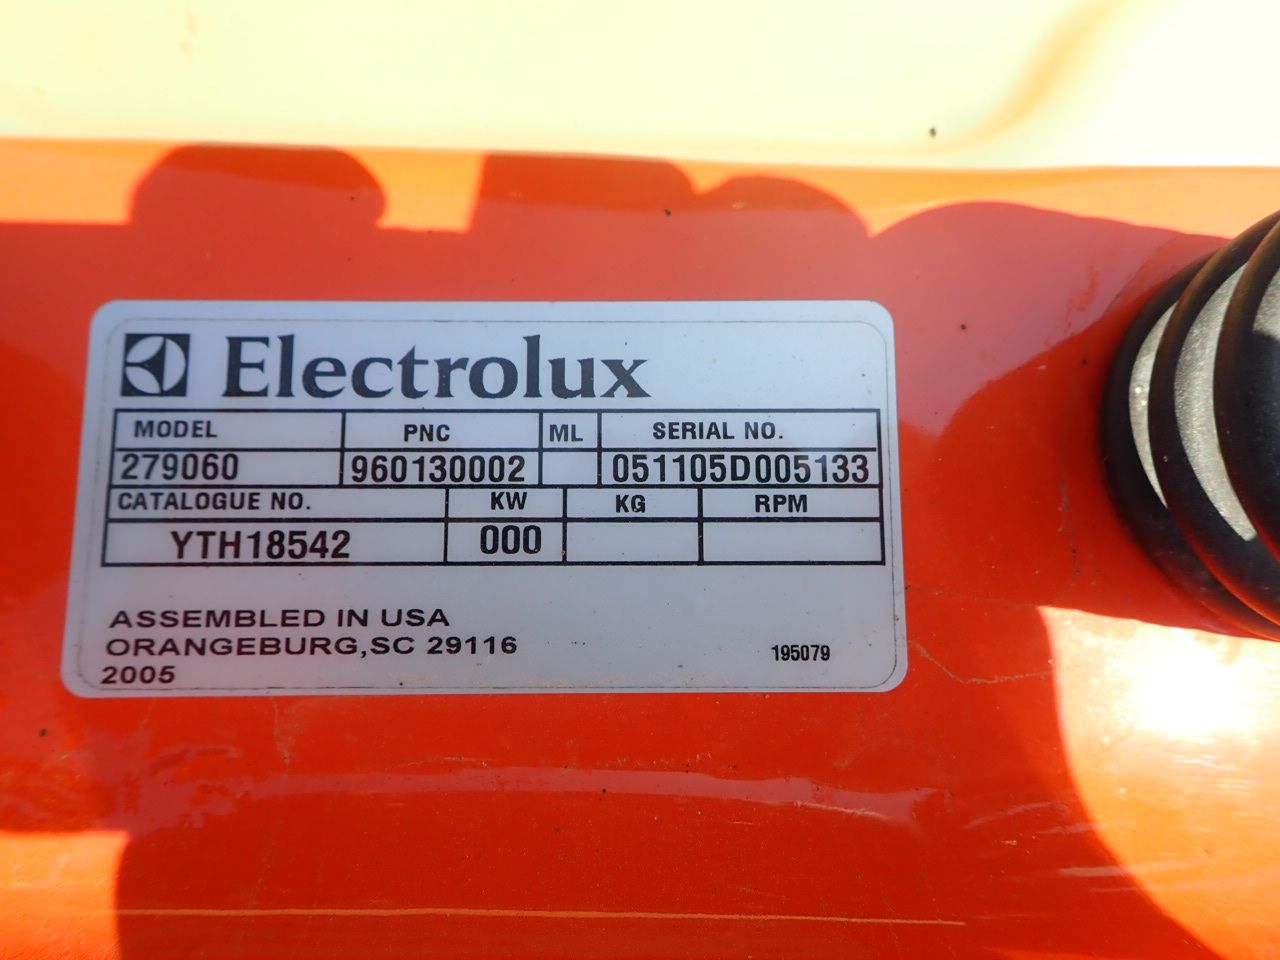 Electrolux
MODEL PNC ML SERIAL NO.
279060 960130002 051105D005133
CATALOGUE NO. KW KG RPM
YTH18542 000
ASSEMBLED IN USA
ORANGEBURG,SC 29116
2005 195079